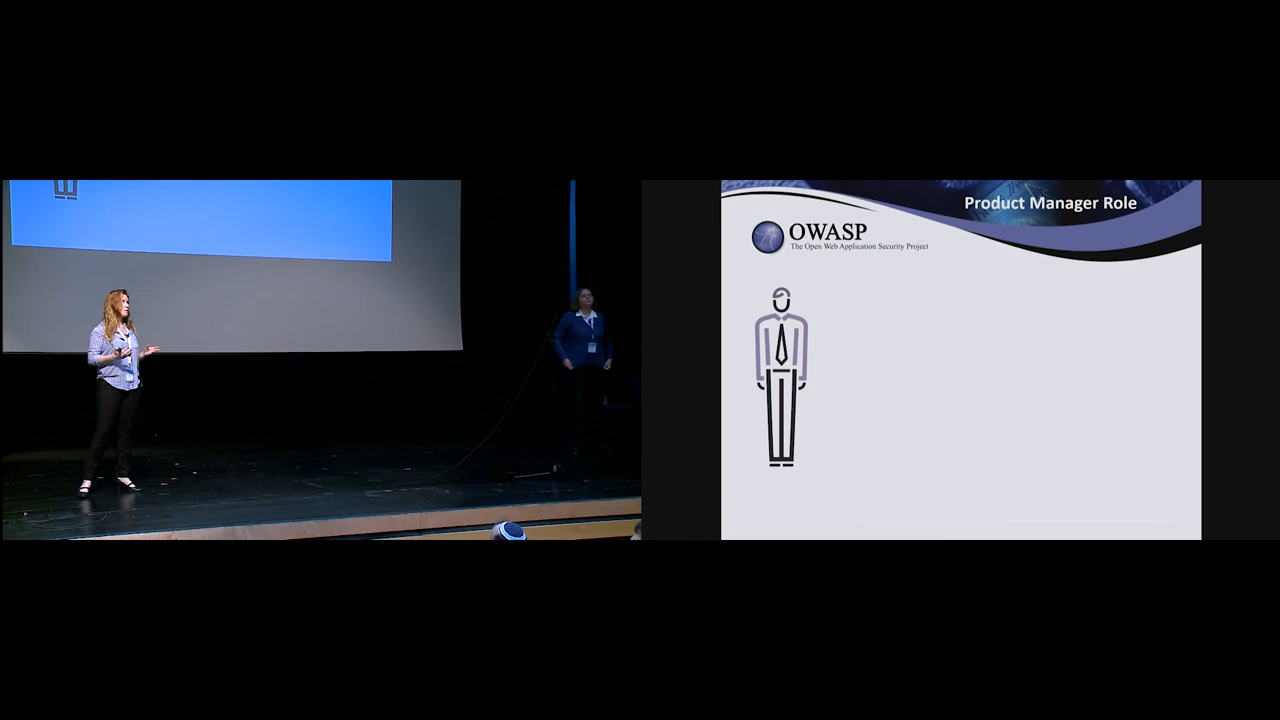 Product Manager Role
OWASP
The Open Web Application Security Project